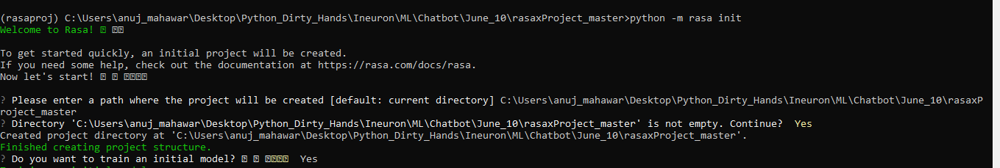 (rasaproj) C:\Users\anuj_mahawar\Desktop\Python_Dirty_Hands\Ineuron\ML\Chatbot\June_10\rasaxProject_master>python -m rasa init
Welcome to Rasa!
To get started quickly, an initial project will be created.
If you need some help, check out the documentation at https://rasa.com/docs/rasa.
Now let's start!
? Please enter a path where the project will be created [default: current directory] C:\Users\anuj_mahawar\Desktop\Python_Dirty_Hands\Ineuron\ML\Chatbot\June_10\rasaxP
roject_master
? Directory 'C:\Users\anuj_mahawar\Desktop\Python_Dirty_Hands\Ineuron\ML\Chatbot\June_10\rasaxProject_master' is not empty. Continue?  Yes
Created project directory at 'C:\Users\anuj_mahawar\Desktop\Python_Dirty_Hands\Ineuron\ML\Chatbot\June_10\rasaxProject_master'.
Finished creating project structure.
? Do you want to train an initial model? Yes